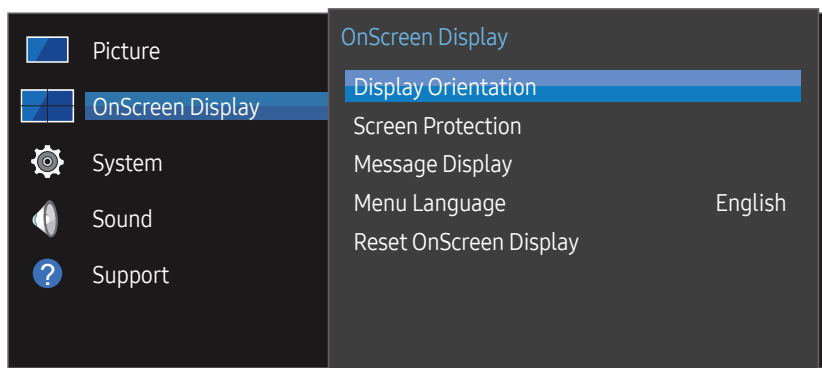 Picture
OnScreen Display
System
Sound
?
Support
OnScreen Display
Display Orientation
Screen Protection
Message Display
Menu Language English
Reset OnScreen Display